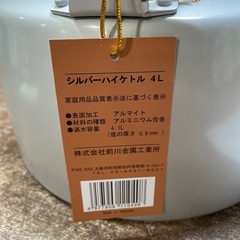 シルバーハイケトル 4L
家庭用品品質表示法に基づく表示
●表面加工 アルマイト
●材料の種類 アルミニウム合金
●満水容量 4.1L
(底の厚さ 0.9mm)
株式会社前川金属工業所